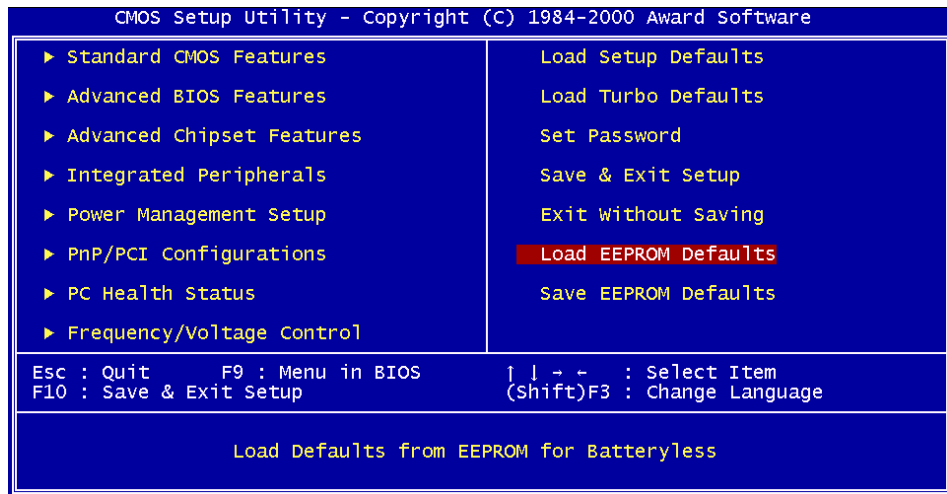 CMOS Setup Utility - Copyright (C) 1984-2000 Award Software
▶ Standard CMOS Features
▶ Advanced BIOS Features
▶ Advanced Chipset Features
▶ Integrated Peripherals
▶ Power Management Setup
▶ PnP/PCI Configurations
▶ PC Health Status
▶ Frequency/Voltage Control
Load Setup Defaults
Load Turbo Defaults
Set Password
Save & Exit Setup
Exit Without Saving
Load EEPROM Defaults
Save EEPROM Defaults
Esc : Quit F9 : Menu in BIOS ↑ ↓ → ← : Select Item
F10 : Save & Exit Setup (Shift)F3 : Change Language
Load Defaults from EEPROM for Batteryless